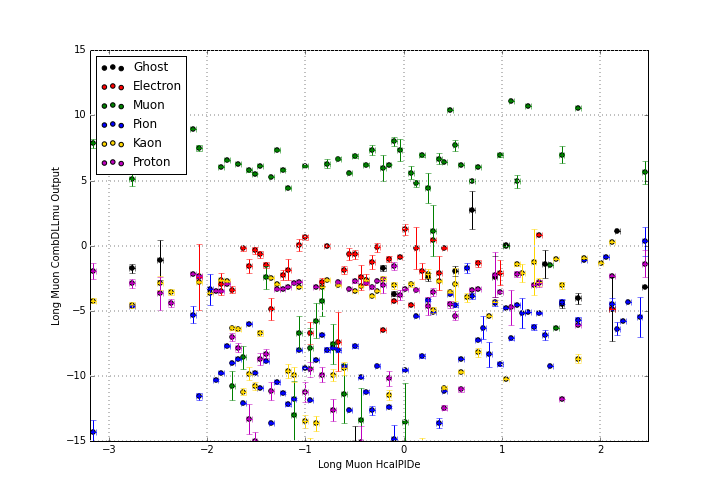 15
10
5
0
−5
−10
−15
−3
−2
−1
0
1
2
Ghost
Electron
Muon
Pion
Kaon
Proton
Long Muon CombDLLmu Output
Long Muon HcalPIDe